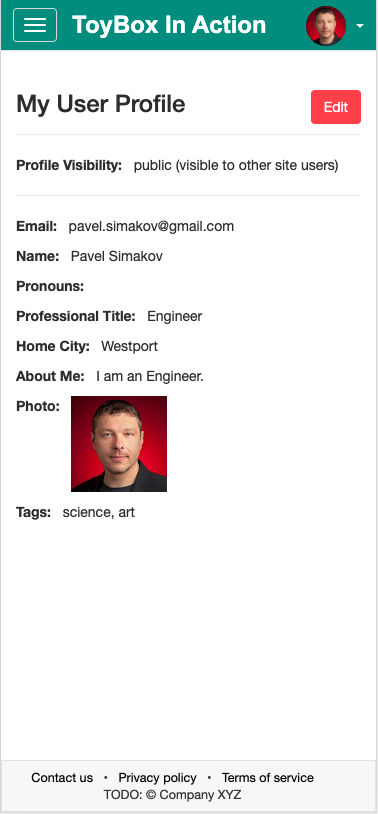 ToyBox In Action
My User Profile
Edit
Profile Visibility: public (visible to other site users)
Email: pavel.simakov@gmail.com
Name: Pavel Simakov
Pronouns:
Professional Title: Engineer
Home City: Westport
About Me: I am an Engineer.
Photo:
Tags: science, art
Contact us • Privacy policy • Terms of service
TODO: © Company XYZ